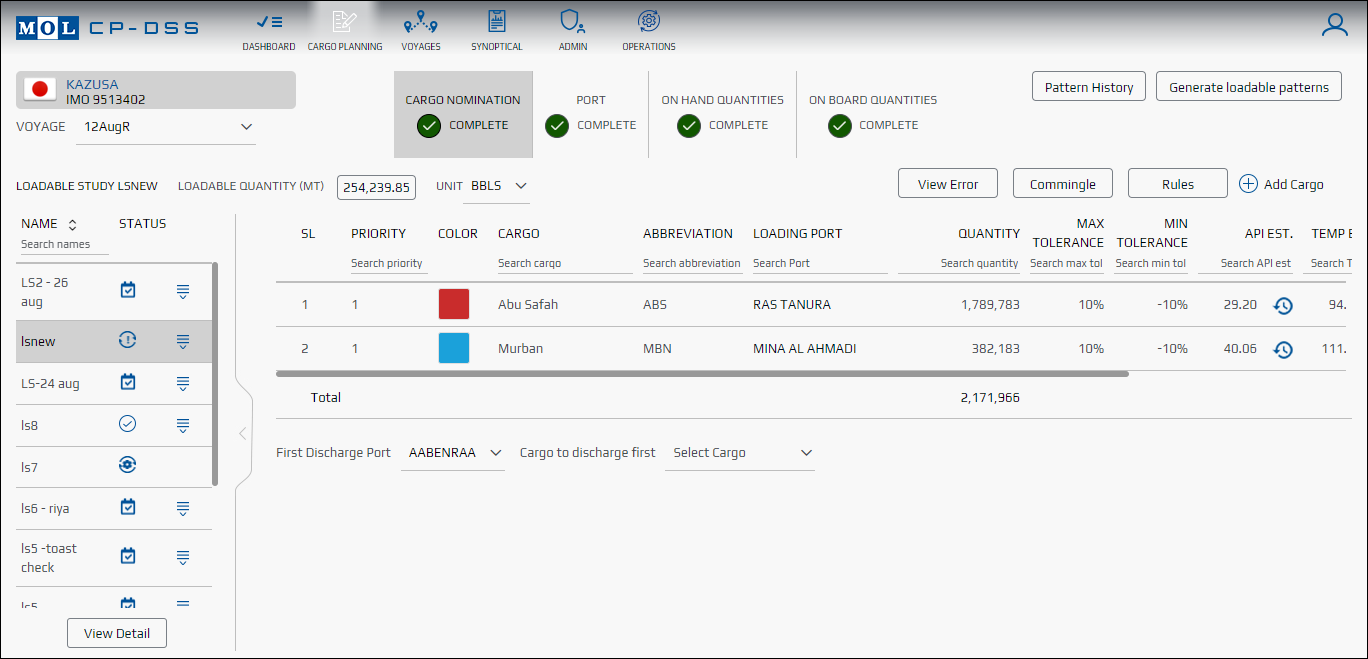 MOL CP-DSS
DASHBOARD
CARGO PLANNING
VOYAGES
SYNOPTICAL
ADMIN
OPERATIONS
KAZUSA
IMO 9513402
VOYAGE 12AugR
CARGO NOMINATION
COMPLETE
PORT
COMPLETE
ON HAND QUANTITIES
COMPLETE
ON BOARD QUANTITIES
COMPLETE
Pattern History
Generate loadable patterns
LOADABLE STUDY LSNEW LOADABLE QUANTITY (MT) 254,239.85 UNIT BBLS
View Error
Commingle
Rules
Add Cargo
NAME STATUS
Search names
LS2 - 26
aug
lsnew
LS-24 aug
ls8
ls7
ls6 - riya
ls5 -toast
check
ls5
View Detail
SL PRIORITY COLOR CARGO ABBREVIATION LOADING PORT QUANTITY MAX TOLERANCE MIN TOLERANCE API EST. TEMP E
Search priority Search cargo Search abbreviation Search Port Search quantity Search max tol Search min tol Search API est Search T
1 1 Abu Safah ABS RAS TANURA 1,789,783 10% -10% 29.20 94.
2 1 Murban MBN MINA AL AHMADI 382,183 10% -10% 40.06 111.
Total 2,171,966
First Discharge Port AABENRAA Cargo to discharge first Select Cargo